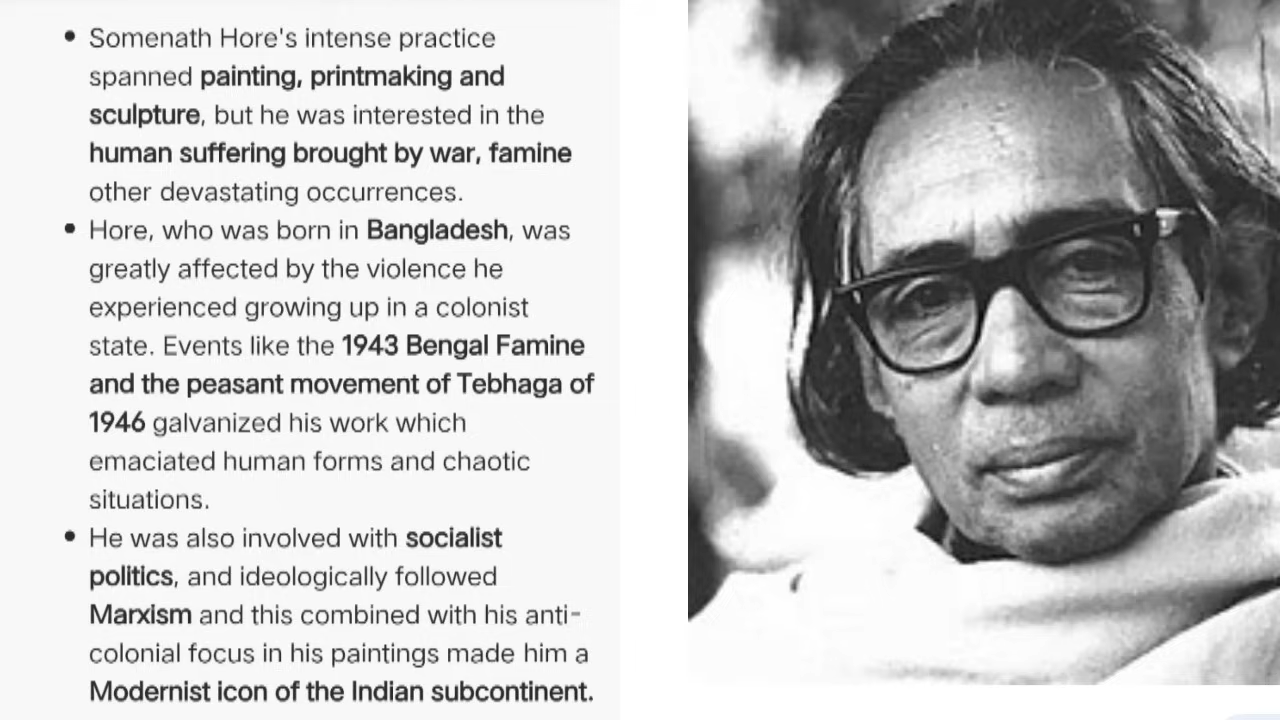 • Somenath Hore's intense practice
spanned painting, printmaking and
sculpture, but he was interested in the
human suffering brought by war, famine
other devastating occurrences.
• Hore, who was born in Bangladesh, was
greatly affected by the violence he
experienced growing up in a colonist
state. Events like the 1943 Bengal Famine
and the peasant movement of Tebhaga of
1946 galvanized his work which
emaciated human forms and chaotic
situations.
• He was also involved with socialist
politics, and ideologically followed
Marxism and this combined with his anti-
colonial focus in his paintings made him a
Modernist icon of the Indian subcontinent.